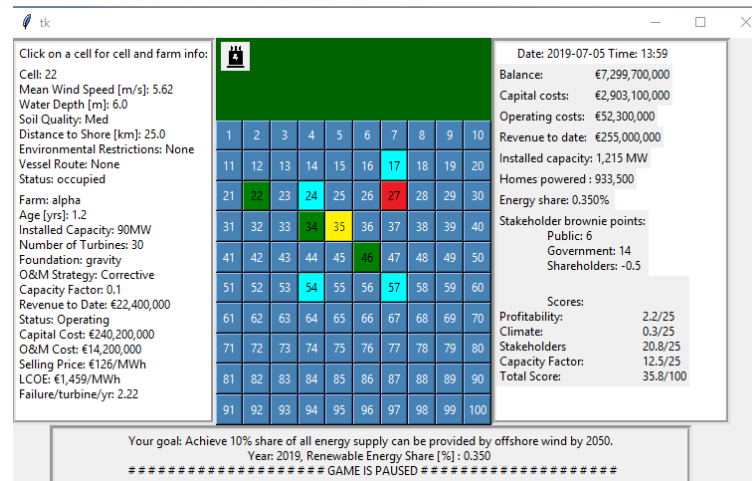 tk
Click on a cell for cell and farm info:
Cell: 22
Mean Wind Speed [m/s]: 5.62
Water Depth [m]: 6.0
Soil Quality: Med
Distance to Shore [km]: 25.0
Environmental Restrictions: None
Vessel Route: None
Status: occupied
Farm: alpha
Age [yrs]: 1.2
Installed Capacity: 90MW
Number of Turbines: 30
Foundation: gravity
O&M Strategy: Corrective
Capacity Factor: 0.1
Revenue to Date: €22,400,000
Status: Operating
Capital Cost: €240,200,000
O&M Cost: €14,200,000
Selling Price: €126/MWh
LCOE: €1,459/MWh
Failure/turbine/yr: 2.22
1 2 3 4 5 6 7 8 9 10
11 12 13 14 15 16 17 18 19 20
21 22 23 24 25 26 27 28 29 30
31 32 33 34 35 36 37 38 39 40
41 42 43 44 45 46 47 48 49 50
51 52 53 54 55 56 57 58 59 60
61 62 63 64 65 66 67 68 69 70
71 72 73 74 75 76 77 78 79 80
81 82 83 84 85 86 87 88 89 90
91 92 93 94 95 96 97 98 99 100
Date: 2019-07-05 Time: 13:59
Balance: €7,299,700,000
Capital costs: €2,903,100,000
Operating costs: €52,300,000
Revenue to date: €255,000,000
Installed capacity: 1,215 MW
Homes powered : 933,500
Energy share: 0.350%
Stakeholder brownie points:
Public: 6
Government: 14
Shareholders: -0.5
Scores:
Profitability: 2.2/25
Climate: 0.3/25
Stakeholders 20.8/25
Capacity Factor: 12.5/25
Total Score: 35.8/100
Your goal: Achieve 10% share of all energy supply can be provided by offshore wind by 2050.
Year: 2019, Renewable Energy Share [%] : 0.350
# # # # # # # # # # # # # # # # # # # # GAME IS PAUSED # # # # # # # # # # # # # # # # # # # #